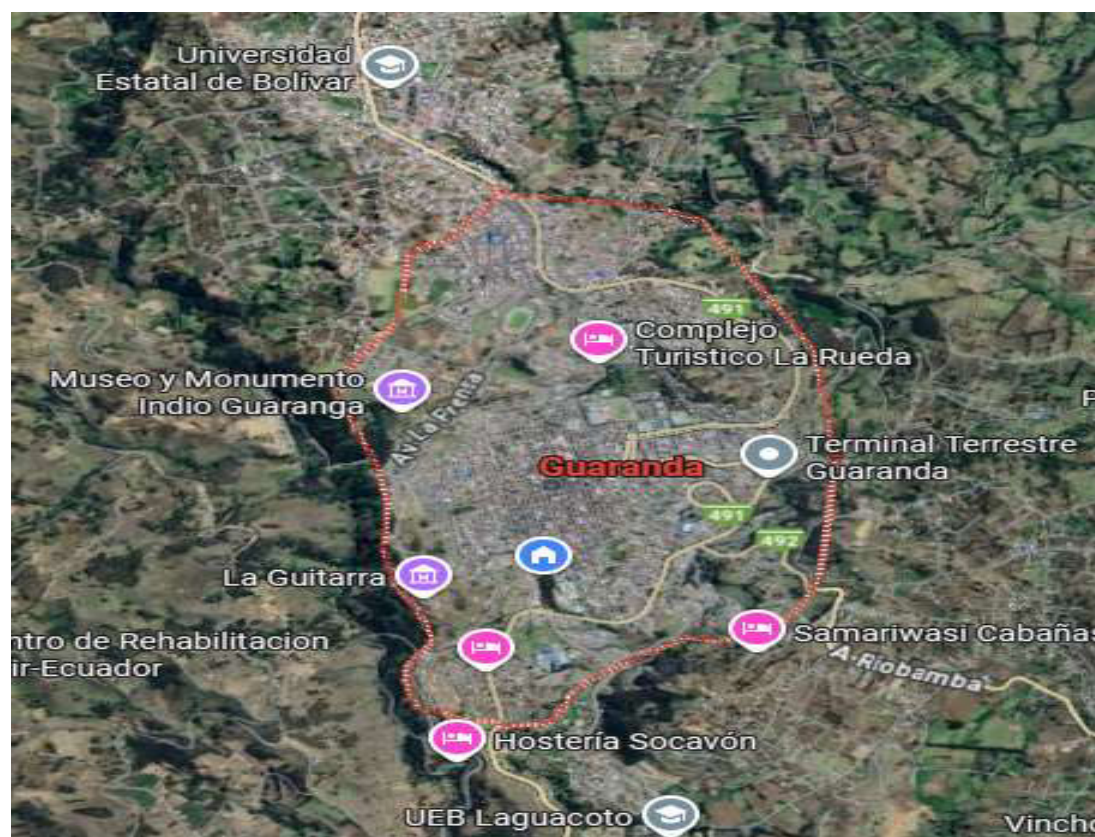 Universidad
Estatal de Bolívar
491
Complejo
Turistico La Rueda
Museo y Monumento
Indio Guaranga
Av La Prensa
Terminal Terrestre
Guaranda
Guaranda
491
492
La Guitarra
ntro de Rehabilitacion
ir-Ecuador
Samariwasi Cabañas
A Riobamba
Hostería Socavón
UEB Laguacoto
Vincho